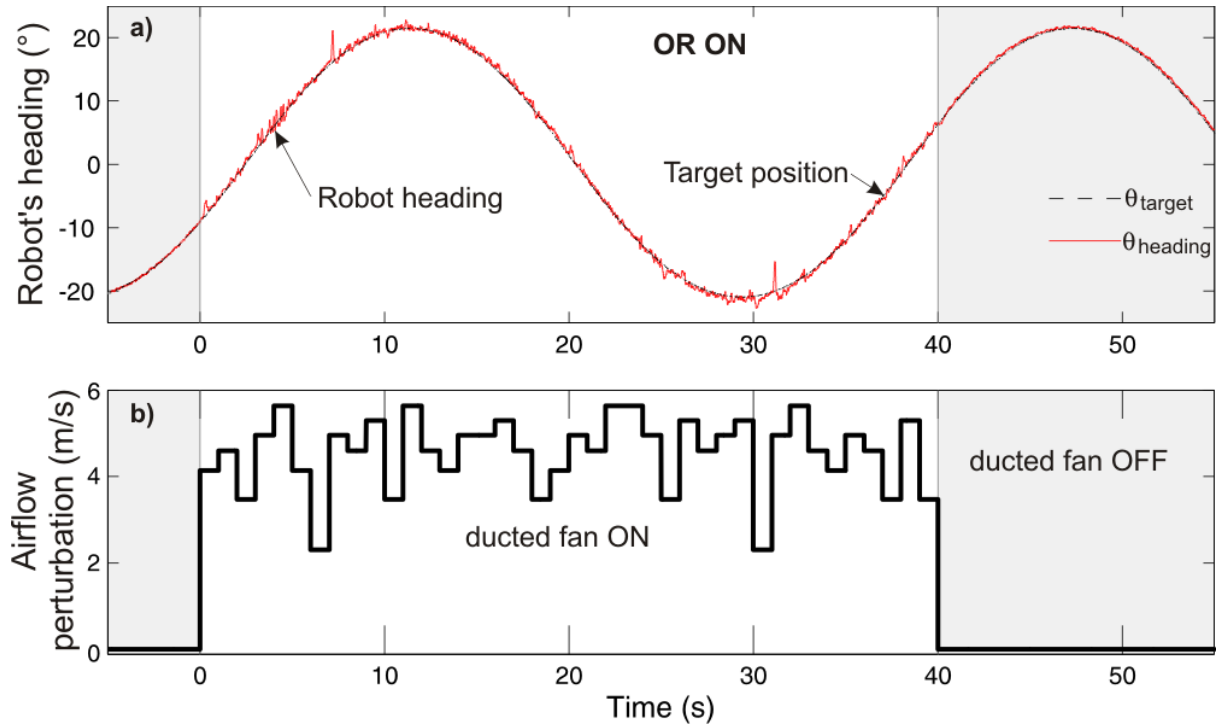 a)
OR ON
Robot's heading (°)
20
10
0
-10
-20
Robot heading
Target position
θtarget
θheading
0
10
20
30
40
50
b)
Airflow
perturbation (m/s)
6
4
2
0
ducted fan ON
ducted fan OFF
0
10
20
30
40
50
Time (s)